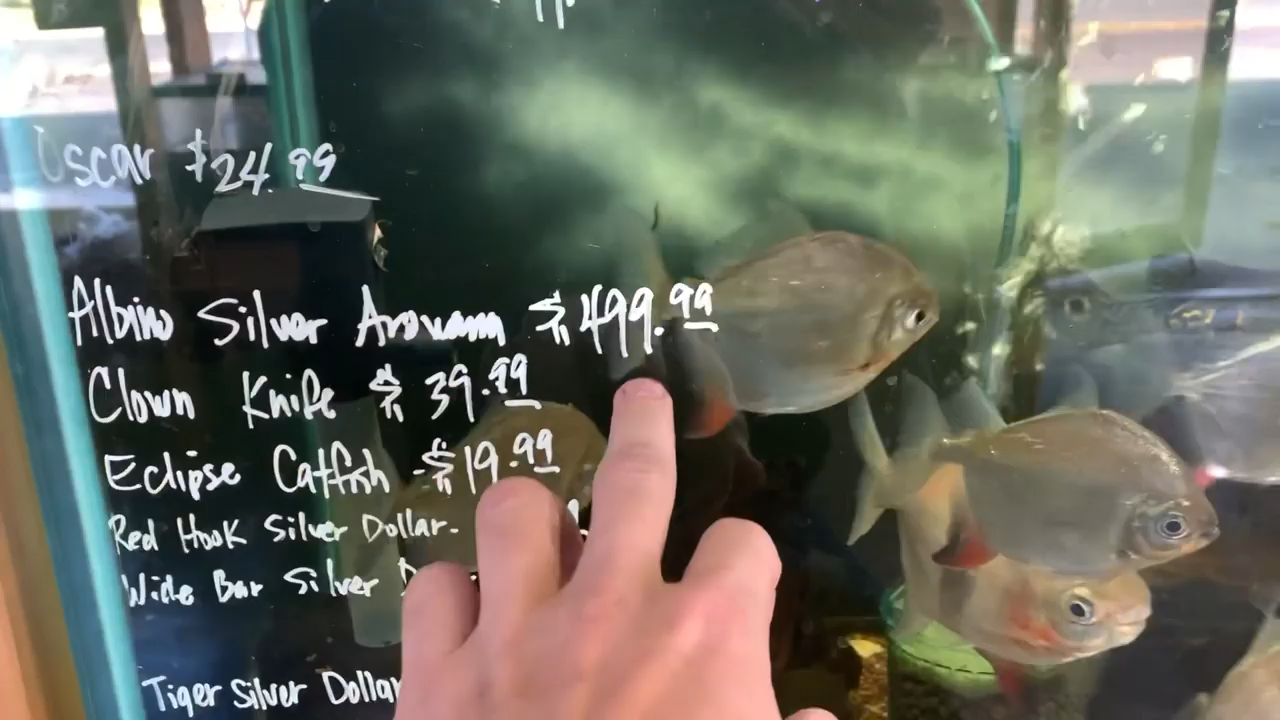 Oscar $24.99
Albino Silver Arowana $499.99
Clown Knife $39.99
Eclipse Catfish - $19.99
Red Hook Silver Dollar -
Wide Bar Silver
Tiger Silver Dollar